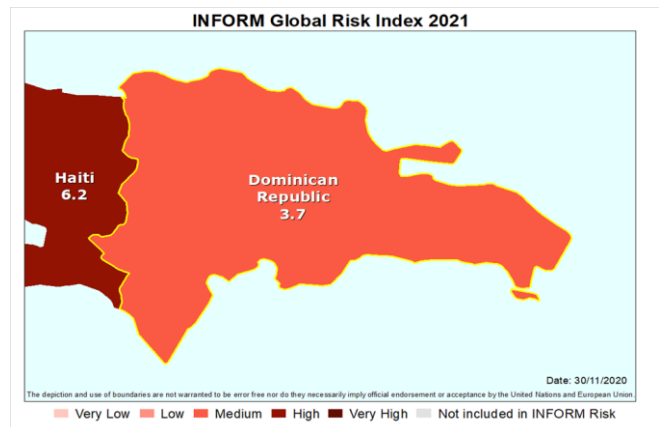 INFORM Global Risk Index 2021
Haiti
6.2
Dominican
Republic
3.7
Date: 30/11/2020
The depiction and use of boundaries are not warranted to be error free nor do they necessarily imply official endorsement or acceptance by the United Nations and European Union.
Very Low Low Medium High Very High Not included in INFORM Risk